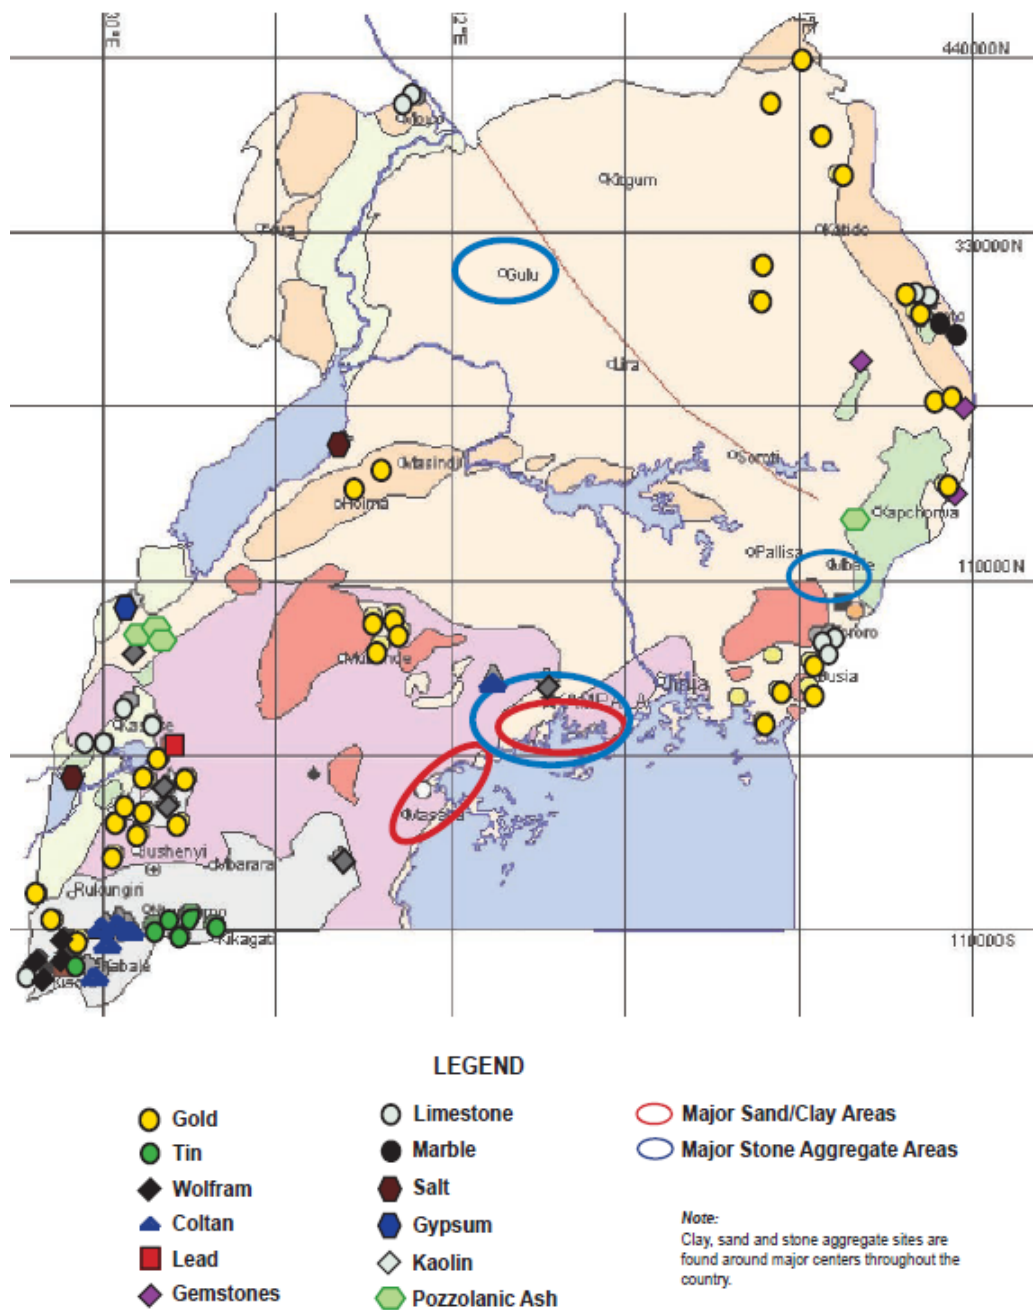 30°E
2°E
440000N
Moyo
Kitgum
Arua
Kotido
330000N
Gulu
Lira
Masindi
Soroti
Hoima
Kapchorwa
Pallisa
Mbale
110000N
Tororo
Mubende
Jinja
Busia
KAMPALA
Kasese
Masaka
Bushenyi
Mbarara
Rukungiri
Kikagati
110000S
Kabale
LEGEND
Gold
Limestone
Major Sand/Clay Areas
Tin
Marble
Major Stone Aggregate Areas
Wolfram
Salt
Coltan
Gypsum
Note:
Clay, sand and stone aggregate sites are
found around major centers throughout the
country.
Lead
Kaolin
Gemstones
Pozzolanic Ash